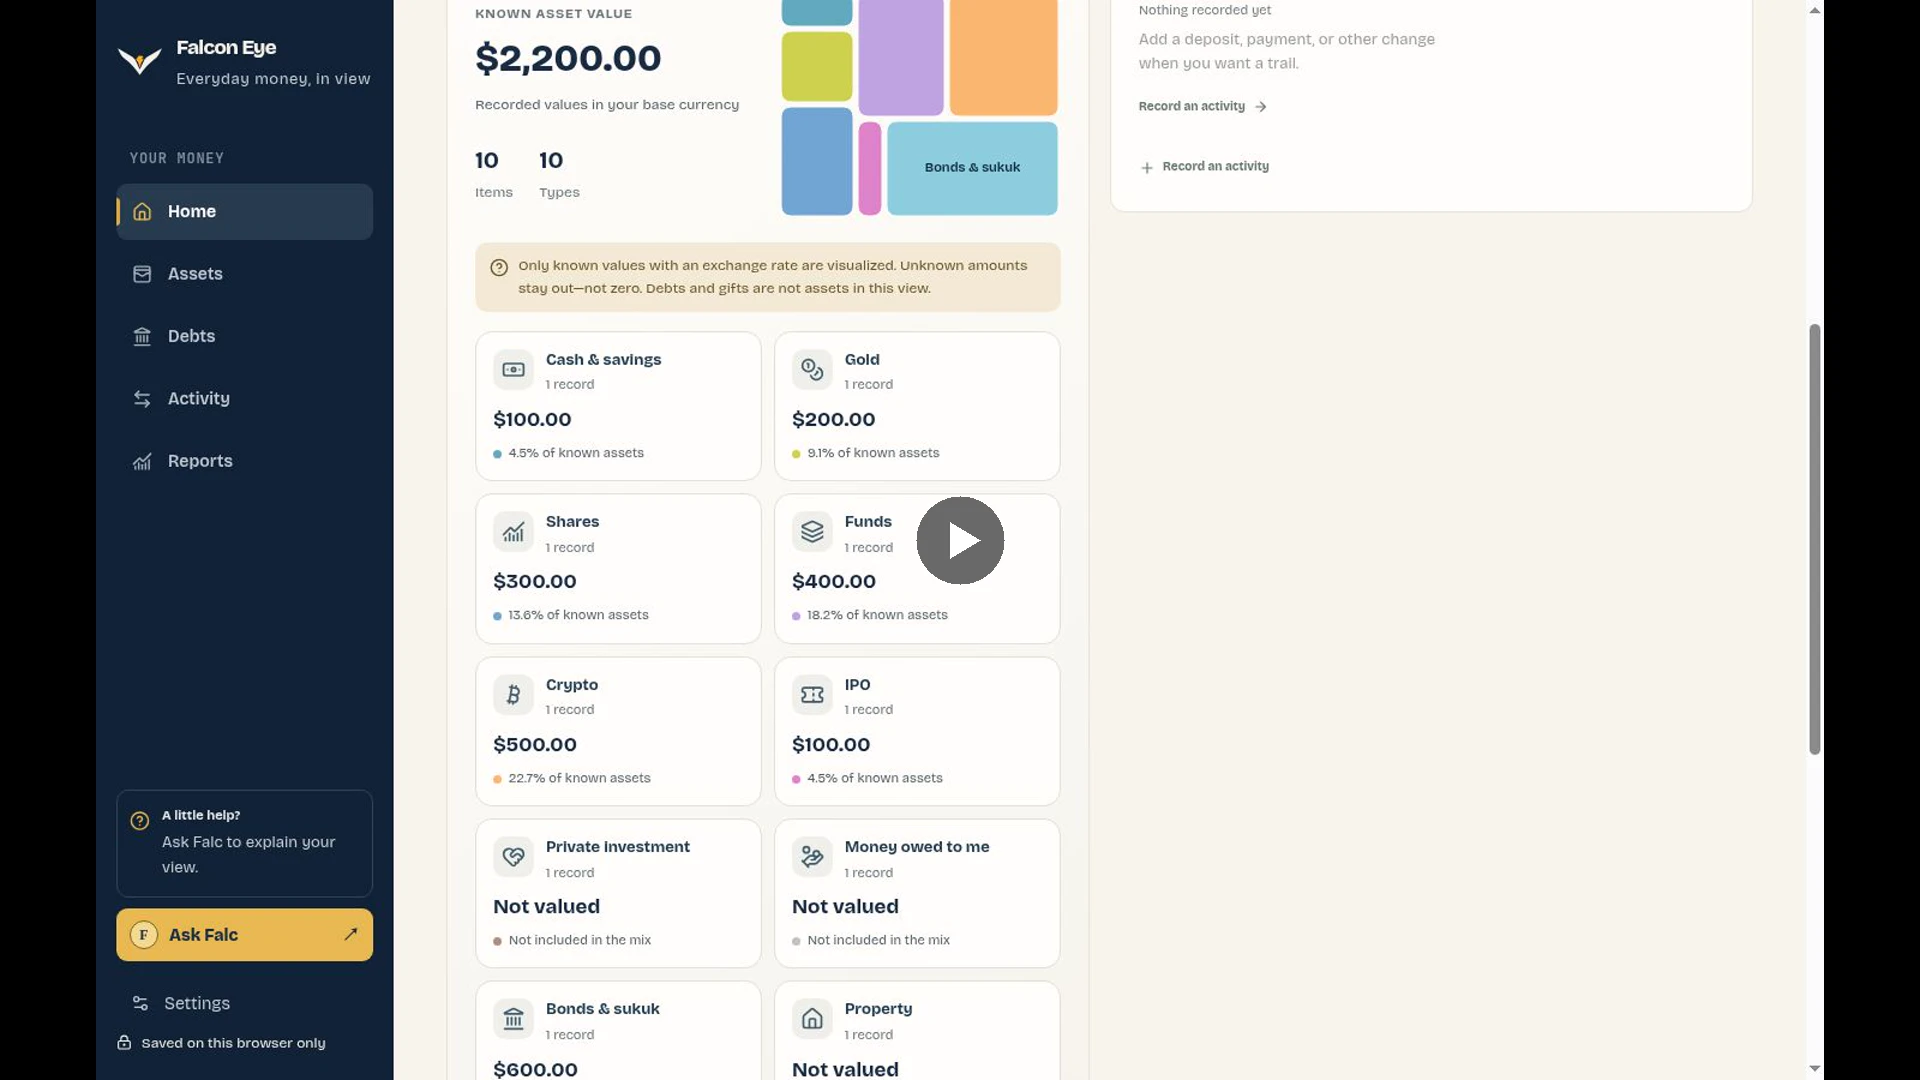 Falcon Eye
Everyday money, in view
YOUR MONEY
Home
Assets
Debts
Activity
Reports
A little help?
Ask Falc to explain your
view.
F Ask Falc
Settings
Saved on this browser only
KNOWN ASSET VALUE
$2,200.00
Recorded values in your base currency
10 10
Items Types
Bonds & sukuk
Only known values with an exchange rate are visualized. Unknown amounts
stay out—not zero. Debts and gifts are not assets in this view.
Cash & savings
1 record
$100.00
4.5% of known assets
Gold
1 record
$200.00
9.1% of known assets
Shares
1 record
$300.00
13.6% of known assets
Funds
1 record
$400.00
18.2% of known assets
Crypto
1 record
$500.00
22.7% of known assets
IPO
1 record
$100.00
4.5% of known assets
Private investment
1 record
Not valued
Not included in the mix
Money owed to me
1 record
Not valued
Not included in the mix
Bonds & sukuk
1 record
$600.00
Property
1 record
Not valued
Nothing recorded yet
Add a deposit, payment, or other change
when you want a trail.
Record an activity
Record an activity